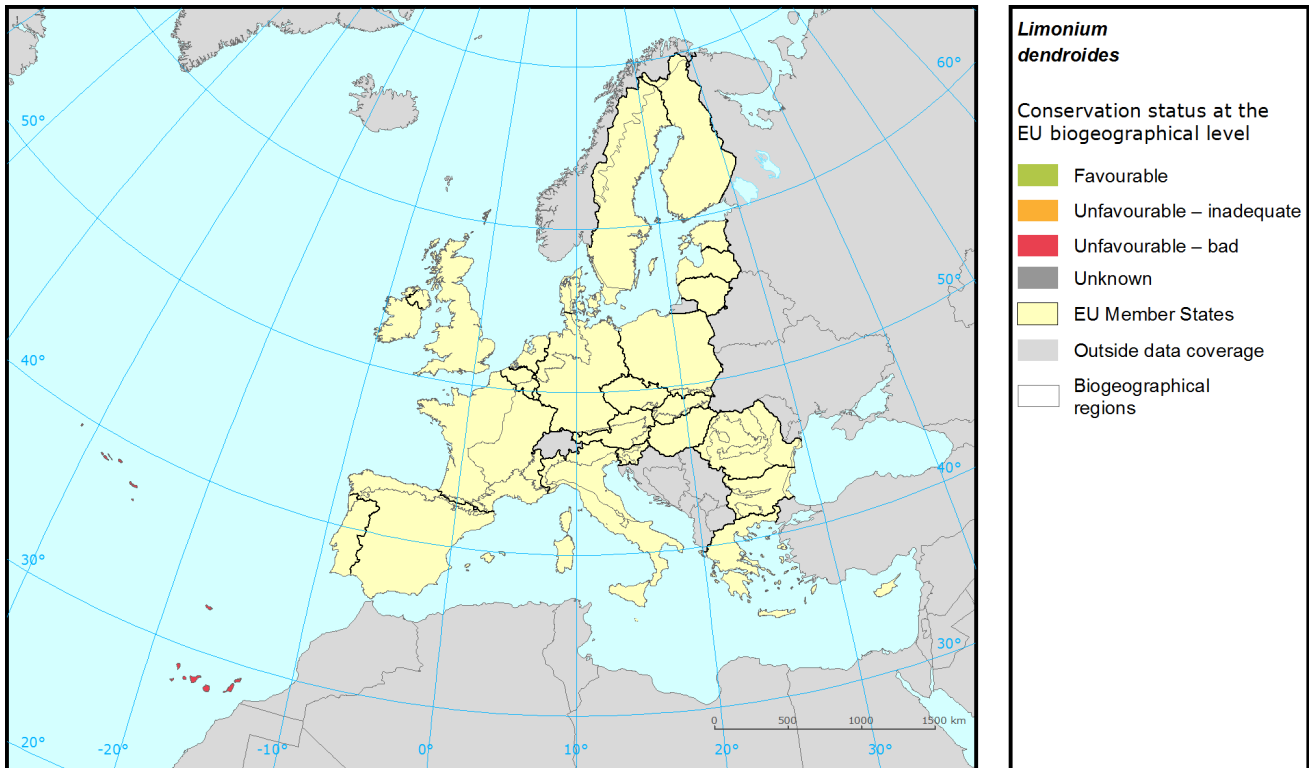 Limonium
dendroides
Conservation status at the
EU biogeographical level
Favourable
Unfavourable – inadequate
Unfavourable – bad
Unknown
EU Member States
Outside data coverage
Biogeographical
regions
60°
50°
50°
40°
40°
30°
30°
20°
-20°
-10°
0°
10°
20°
30°
0 500 1000 1500 km